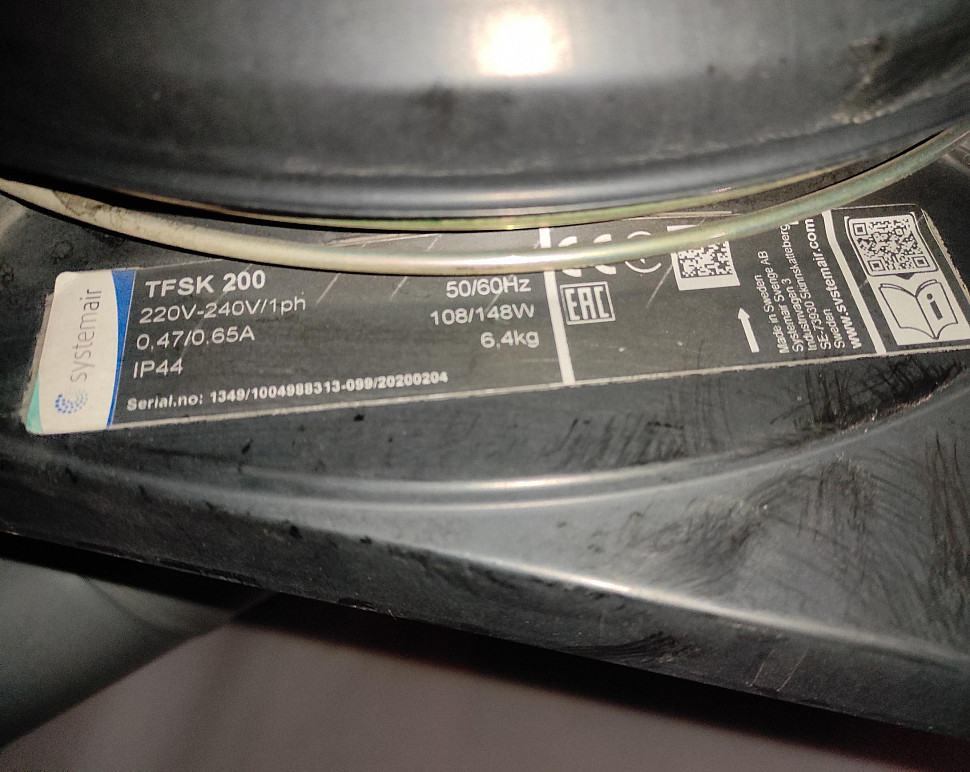 systemair
TFSK 200
220V-240V/1ph
0,47/0.65A
IP44
Serial.no: 1349/1004988313-099/20200204
50/60Hz
108/148W
6,4kg
EAC
Made in Sweden
Systemair Sverige AB
Industrivägen 3
SE-73930 Skinnskatteberg
Sweden
www.systemair.com
i